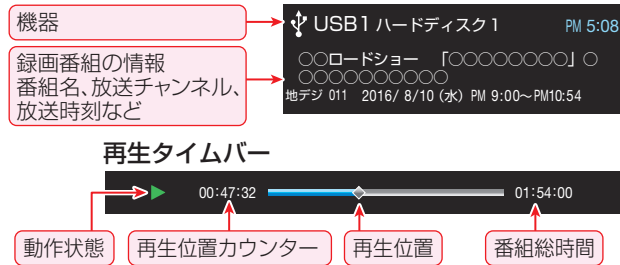 機器
USB1 ハードディスク1 PM 5:08
録画番組の情報
番組名、放送チャンネル、
放送時刻など
○○ロードショー 「○○○○○○○○」○
○○○○○○○○○○
地デジ 011 2016/ 8/10 (水) PM 9:00~PM10:54
再生タイムバー
00:47:32 01:54:00
動作状態 再生位置カウンター 再生位置 番組総時間